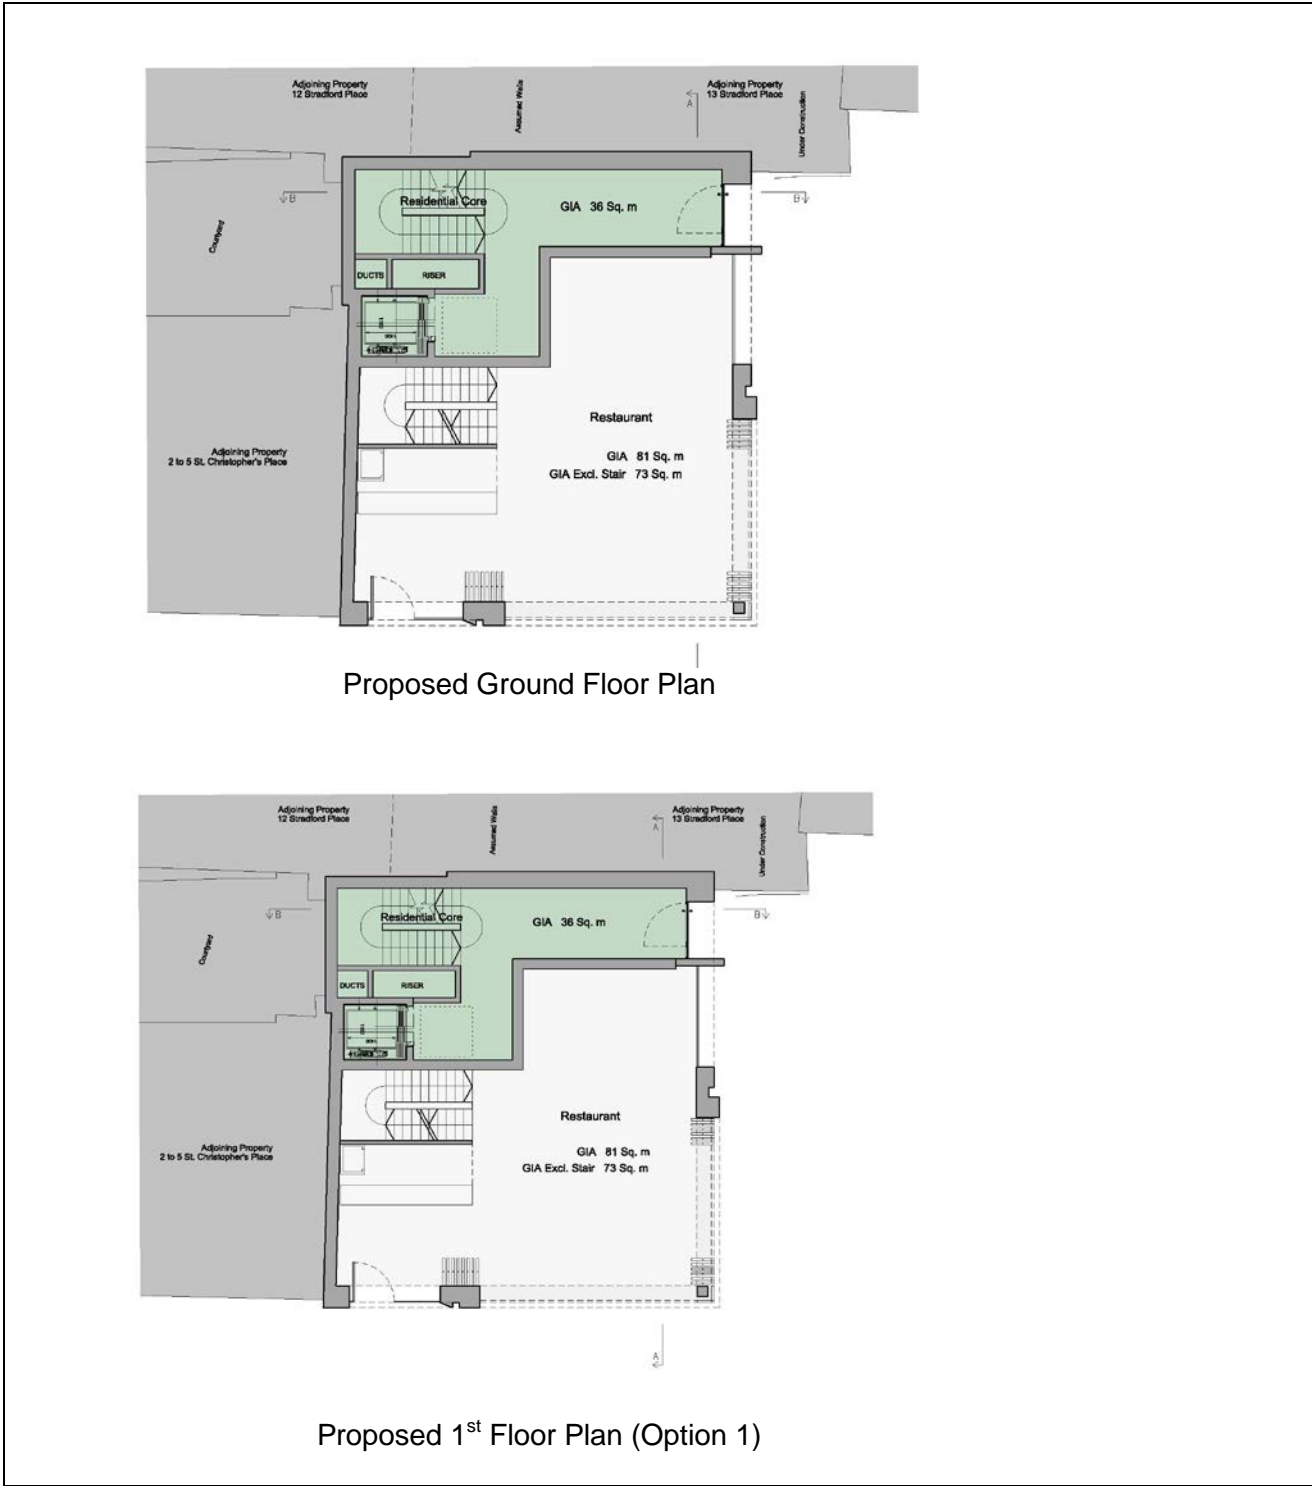 Adjoining Property
12 Stradford Place
Assumed Walls
Adjoining Property
13 Stradford Place
Under Construction
A
B
Residential Core
GIA 36 Sq. m
B
Courtyard
DUCTS
RISER
Restaurant
GIA 81 Sq. m
GIA Excl. Stair 73 Sq. m
Adjoining Property
2 to 5 St. Christopher's Place
Proposed Ground Floor Plan
Adjoining Property
12 Stradford Place
Assumed Walls
Adjoining Property
13 Stradford Place
Under Construction
A
B
Residential Core
GIA 36 Sq. m
B
Courtyard
DUCTS
RISER
Restaurant
GIA 81 Sq. m
GIA Excl. Stair 73 Sq. m
Adjoining Property
2 to 5 St. Christopher's Place
A
Proposed 1st Floor Plan (Option 1)